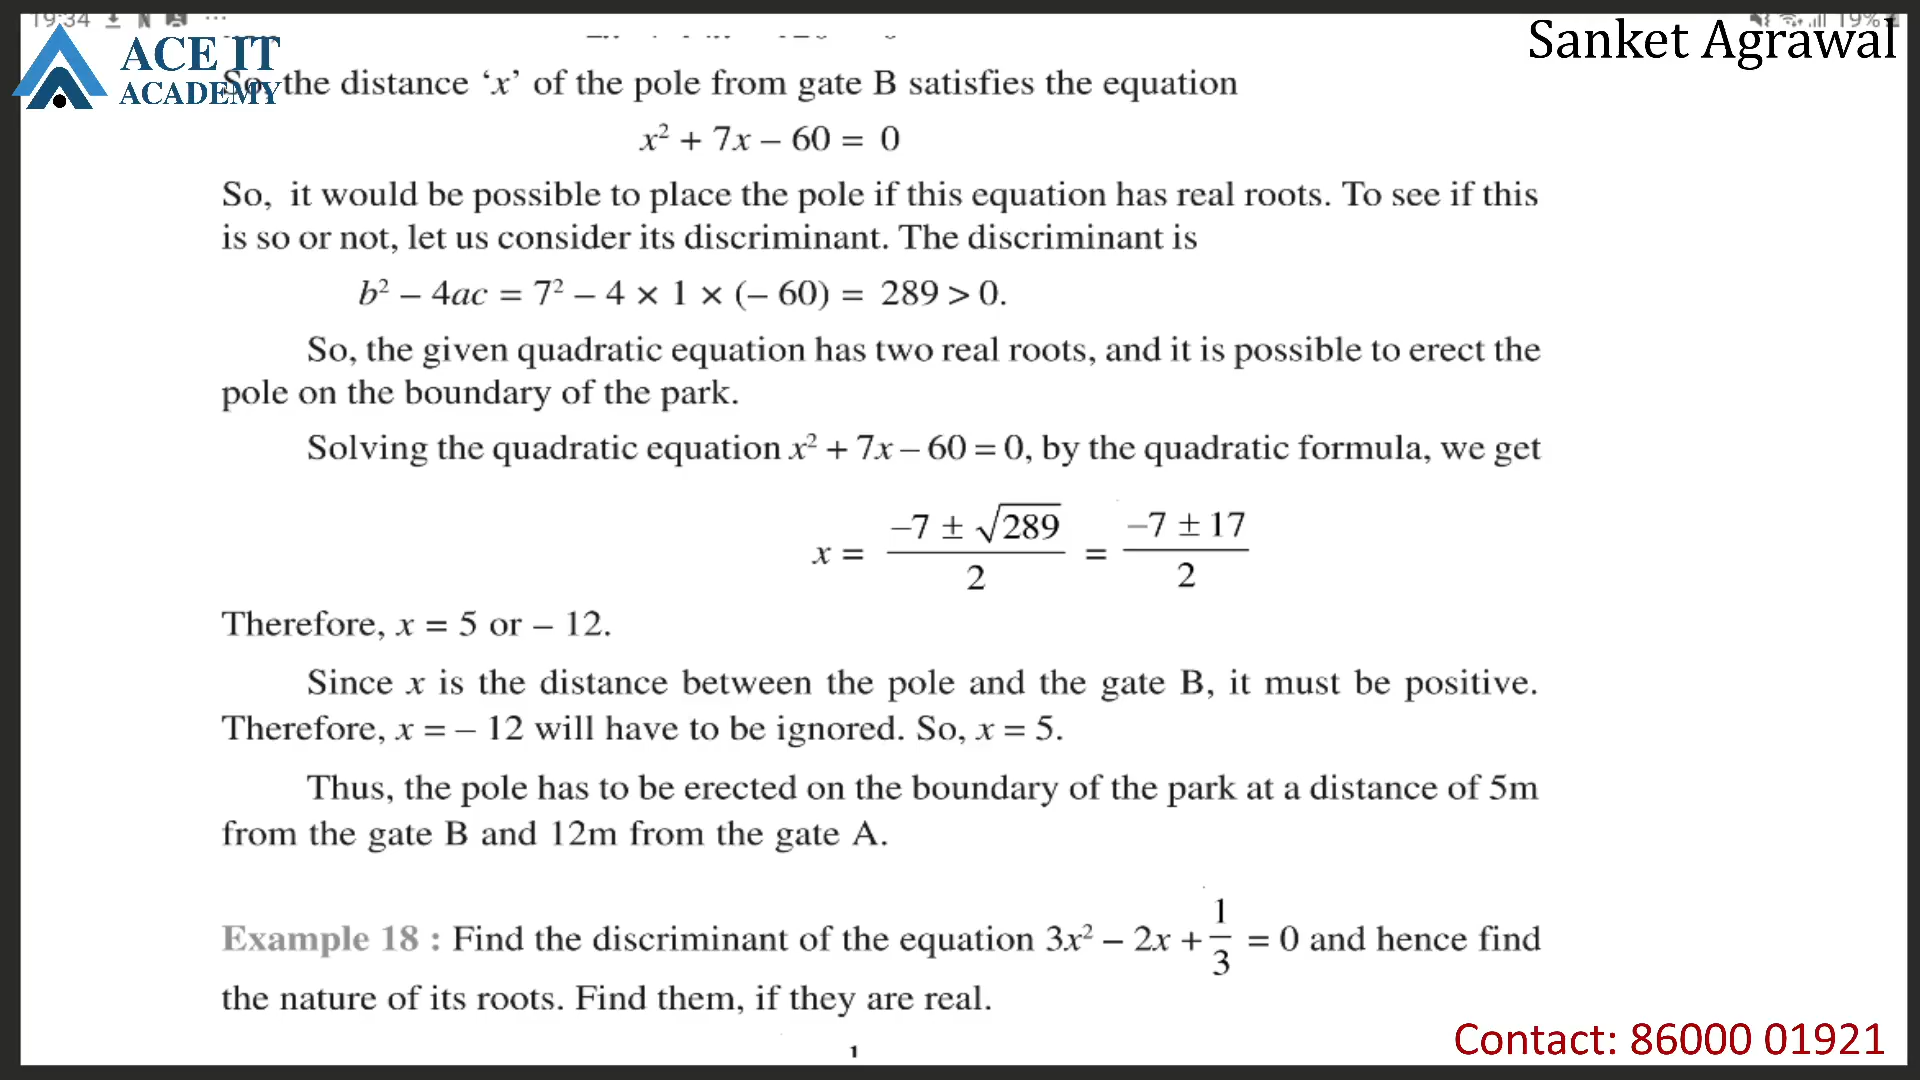 19:34
19%
ACE IT
ACADEMY
Sanket Agrawal
So, the distance ‘x’ of the pole from gate B satisfies the equation
x² + 7x – 60 = 0
So, it would be possible to place the pole if this equation has real roots. To see if this
is so or not, let us consider its discriminant. The discriminant is
b² – 4ac = 7² – 4 × 1 × (– 60) = 289 > 0.
So, the given quadratic equation has two real roots, and it is possible to erect the
pole on the boundary of the park.
Solving the quadratic equation x² + 7x – 60 = 0, by the quadratic formula, we get
x = (–7 ± √289)/2 = (–7 ± 17)/2
Therefore, x = 5 or – 12.
Since x is the distance between the pole and the gate B, it must be positive.
Therefore, x = – 12 will have to be ignored. So, x = 5.
Thus, the pole has to be erected on the boundary of the park at a distance of 5m
from the gate B and 12m from the gate A.
Example 18 : Find the discriminant of the equation 3x² – 2x + 1/3 = 0 and hence find
the nature of its roots. Find them, if they are real.
1
Contact: 86000 01921